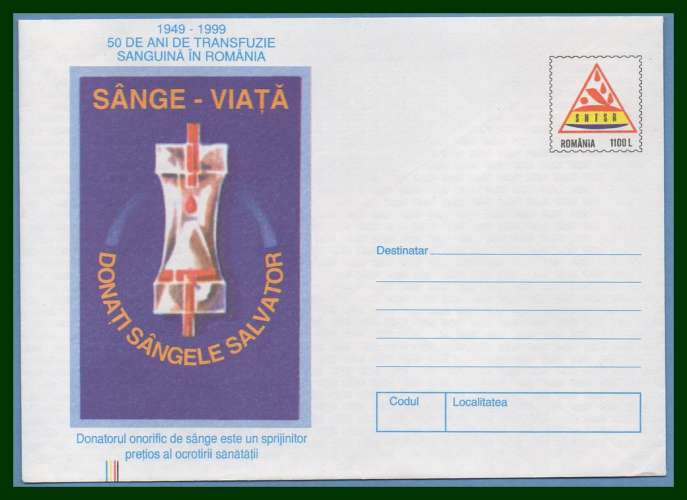 1949 - 1999
50 DE ANI DE TRANSFUZIE
SANGUINĂ ÎN ROMÂNIA
SÂNGE - VIAȚĂ
DONAȚI SÂNGELE SALVATOR
Donatorul onorific de sânge este un sprijinitor
prețios al ocrotirii sănătății
SNTSR
ROMÂNIA 1100 L
Destinatar
Codul
Localitatea